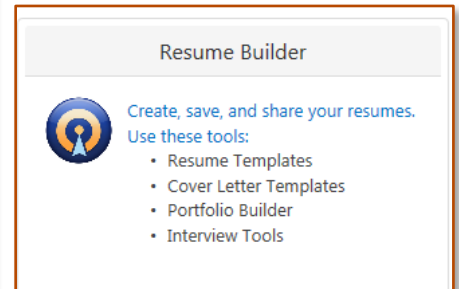 Resume Builder
Create, save, and share your resumes.
Use these tools:
• Resume Templates
• Cover Letter Templates
• Portfolio Builder
• Interview Tools